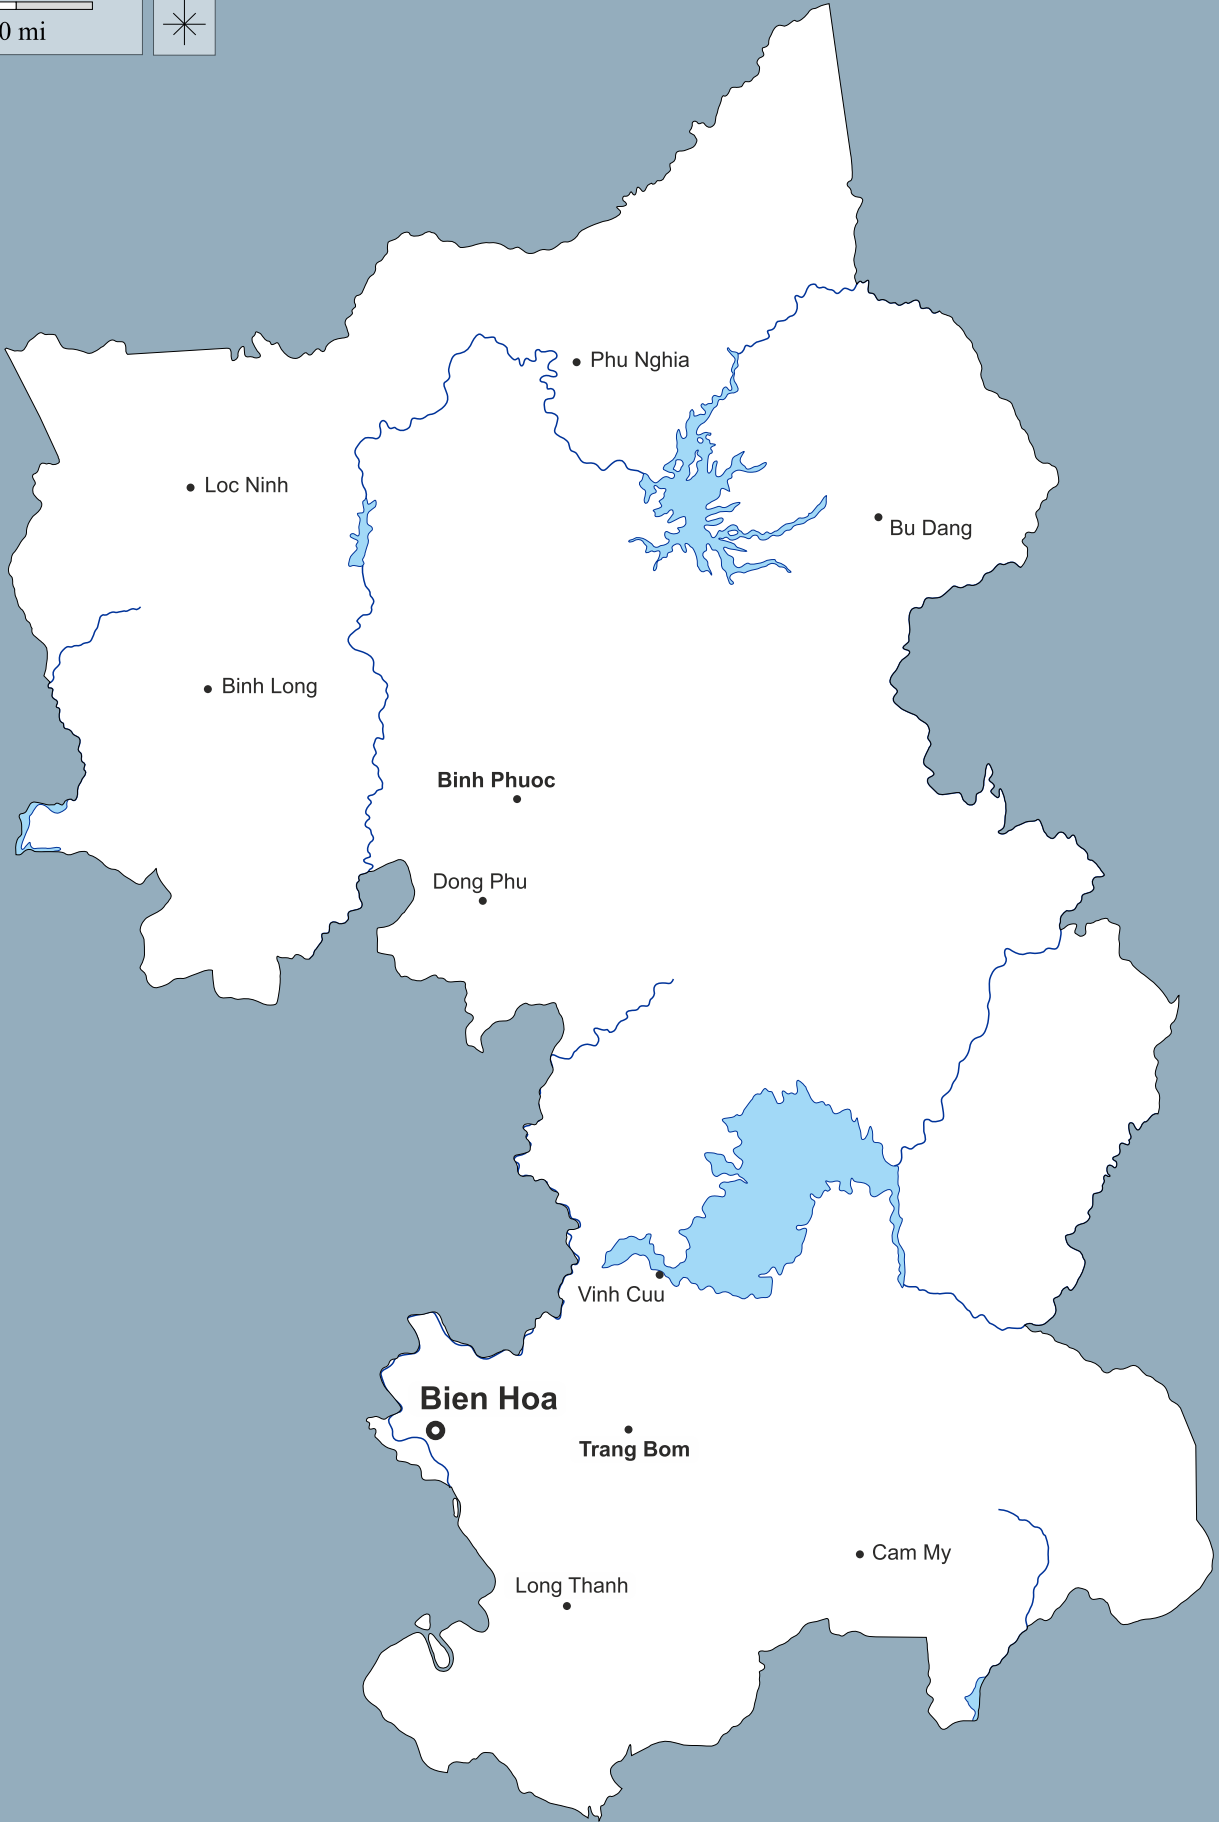 0 mi
Phu Nghia
Loc Ninh
Bu Dang
Binh Long
Binh Phuoc
Dong Phu
Vinh Cuu
Bien Hoa
Trang Bom
Cam My
Long Thanh